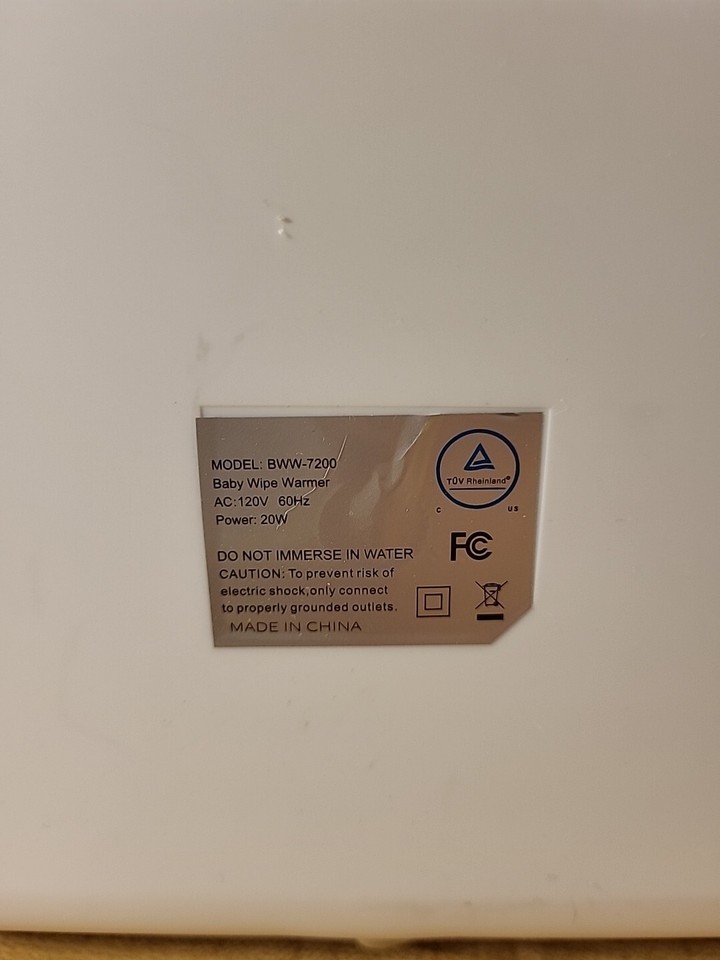 MODEL: BWW-7200
Baby Wipe Warmer
AC:120V 60Hz
Power: 20W
TÜV Rheinland®
C US
FC
DO NOT IMMERSE IN WATER
CAUTION: To prevent risk of
electric shock,only connect
to properly grounded outlets.
MADE IN CHINA